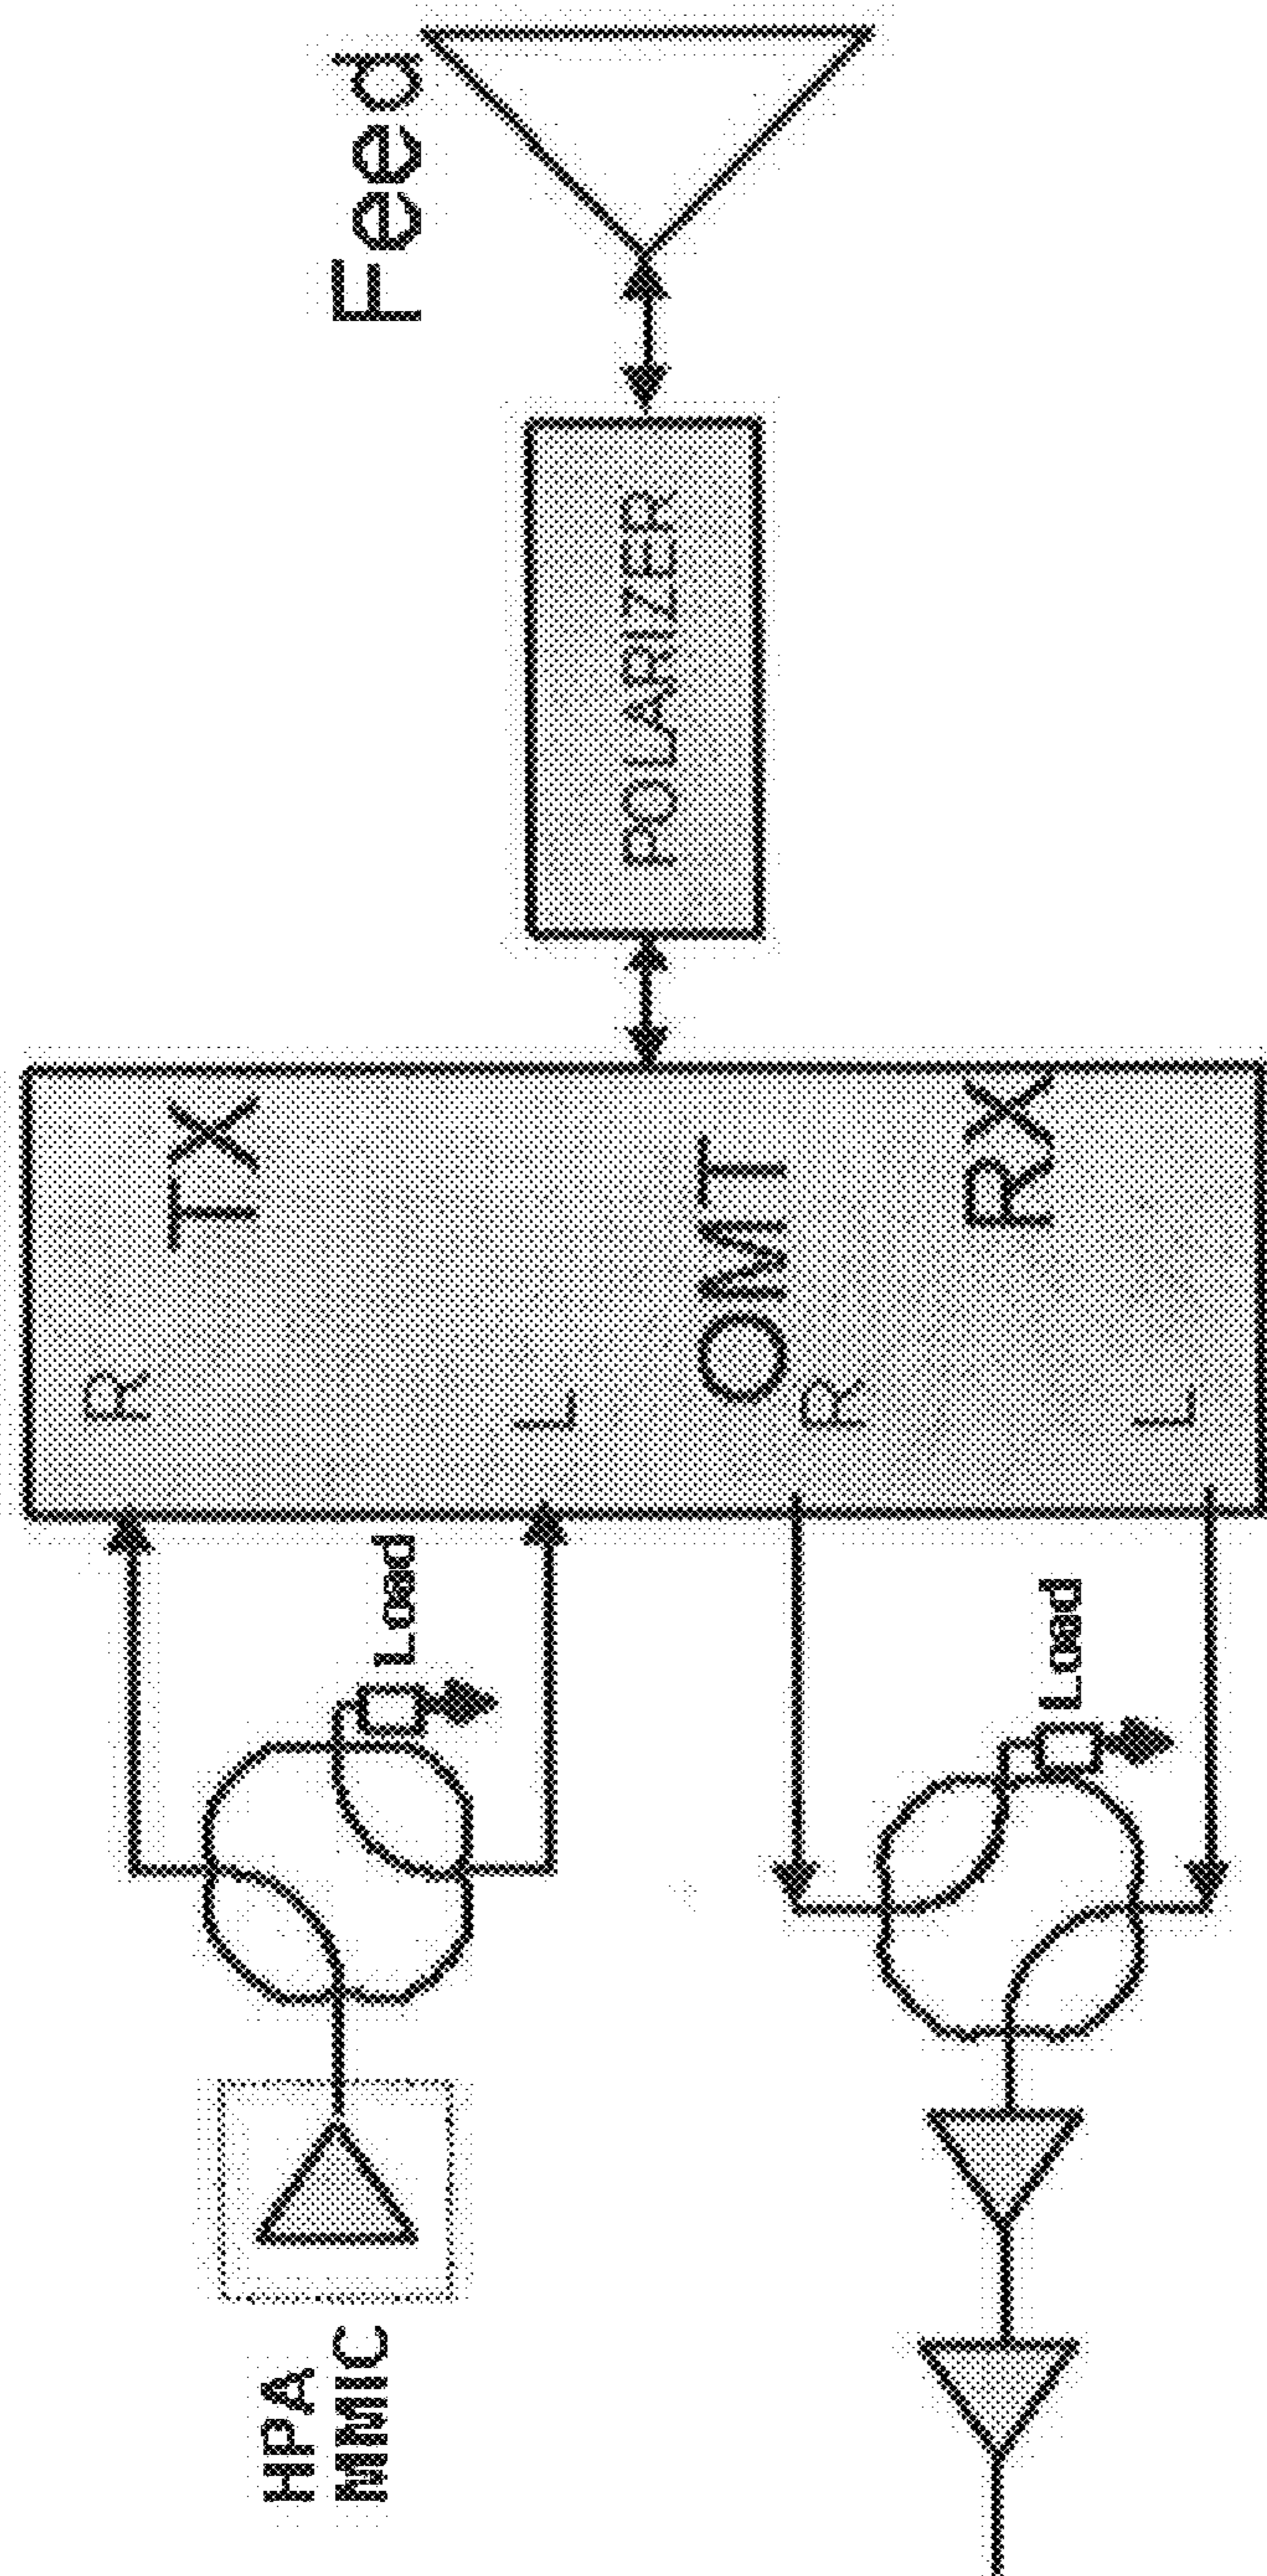 HPA
MMIC
Load
R
TX
L
OMT
R
RX
L
Load
POLARIZER
Feed